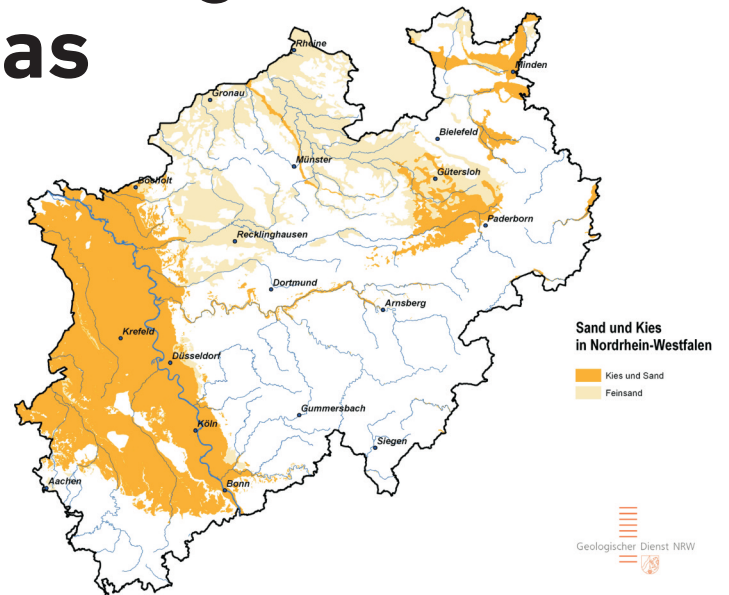 as
Rheine
Minden
Gronau
Bielefeld
Münster
Gütersloh
Bocholt
Paderborn
Recklinghausen
Dortmund
Arnsberg
Sand und Kies
in Nordrhein-Westfalen
Krefeld
Düsseldorf
Kies und Sand
Feinsand
Gummersbach
Köln
Siegen
Aachen
Bonn
Geologischer Dienst NRW